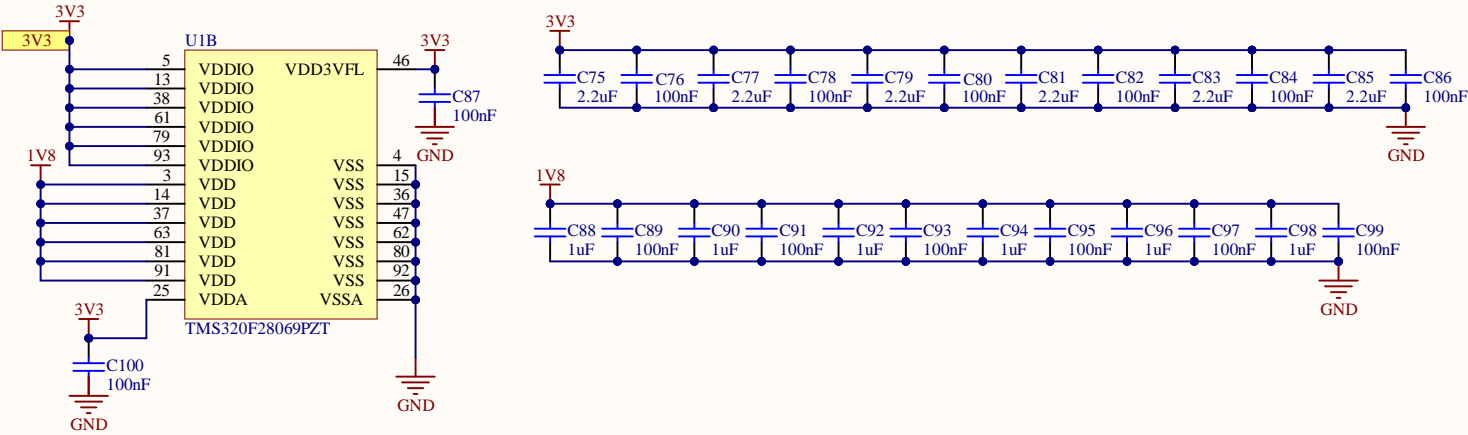 3V3
3V3
U1B
5 VDDIO
13 VDDIO
38 VDDIO
61 VDDIO
79 VDDIO
93 VDDIO
1V8
3 VDD
14 VDD
37 VDD
63 VDD
81 VDD
91 VDD
25 VDDA
VDD3VFL 46
VSS 4
VSS 15
VSS 36
VSS 47
VSS 62
VSS 80
VSS 92
VSSA 26
TMS320F28069PZT
3V3
C87
100nF
GND
3V3
C100
100nF
GND
GND
3V3
C75 C76 C77 C78 C79 C80 C81 C82 C83 C84 C85 C86
2.2uF 100nF 2.2uF 100nF 2.2uF 100nF 2.2uF 100nF 2.2uF 100nF 2.2uF 100nF
GND
1V8
C88 C89 C90 C91 C92 C93 C94 C95 C96 C97 C98 C99
1uF 100nF 1uF 100nF 1uF 100nF 1uF 100nF 1uF 100nF 1uF 100nF
GND